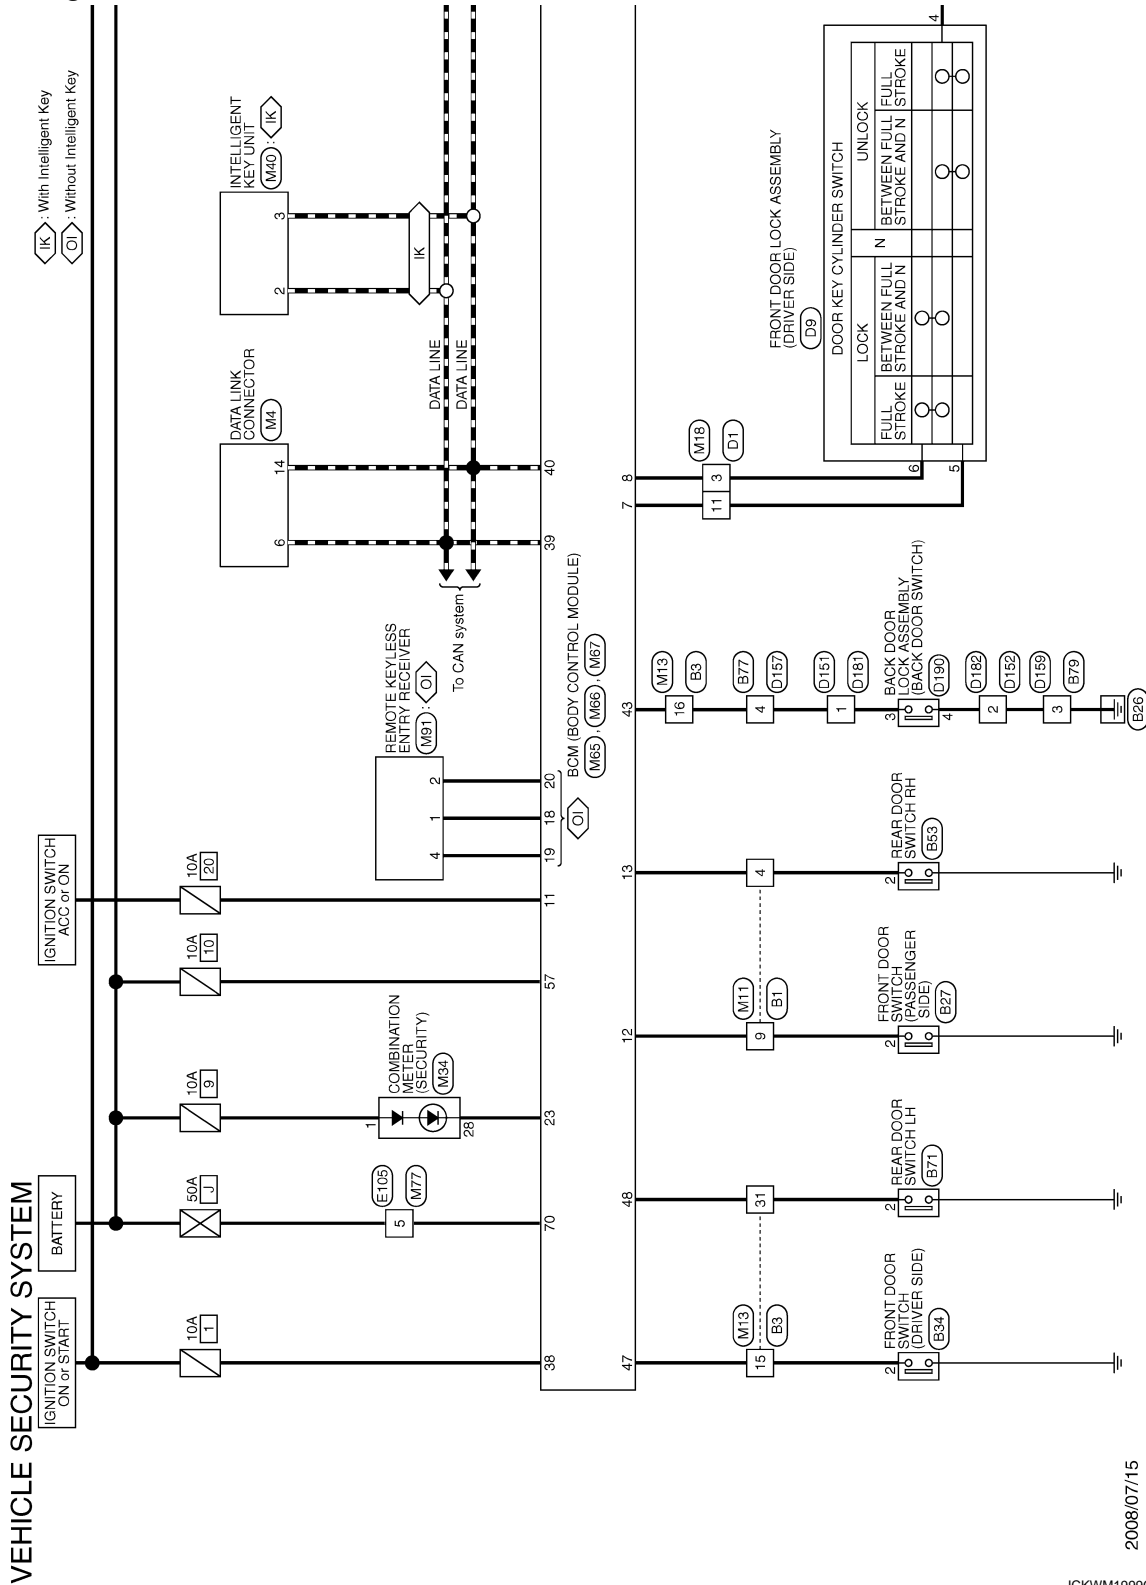 VEHICLE SECURITY SYSTEM
IK : With Intelligent Key
OI : Without Intelligent Key
IGNITION SWITCH
ON or START
BATTERY
IGNITION SWITCH
ACC or ON
10A
1
50A
J
10A
9
10A
10
10A
20
E105
5
M77
1
COMBINATION
METER
(SECURITY)
M34
28
REMOTE KEYLESS
ENTRY RECEIVER
M91 : OI
4
1
2
DATA LINK
CONNECTOR
M4
6
14
INTELLIGENT
KEY UNIT
M40 : IK
2
3
IK
DATA LINE
DATA LINE
To CAN system
38
70
23
57
11
19
18
20
39
40
OI
BCM (BODY CONTROL MODULE)
M65 , M66 , M67
47
48
12
13
43
7
8
M13
15
B3
31
M11
9
B1
4
M13
16
B3
B77
4
D157
D151
1
D181
M18
11
3
D1
2
FRONT DOOR
SWITCH
(DRIVER SIDE)
B34
2
REAR DOOR
SWITCH LH
B71
2
FRONT DOOR
SWITCH
(PASSENGER
SIDE)
B27
2
REAR DOOR
SWITCH RH
B53
3
BACK DOOR
LOCK ASSEMBLY
(BACK DOOR SWITCH)
D190
4
D182
2
D152
D159
3
B79
B26
FRONT DOOR LOCK ASSEMBLY
(DRIVER SIDE)
D9
DOOR KEY CYLINDER SWITCH
LOCK
N
UNLOCK
FULL
STROKE
BETWEEN FULL
STROKE AND N
BETWEEN FULL
STROKE AND N
FULL
STROKE
6
5
4
2008/07/15